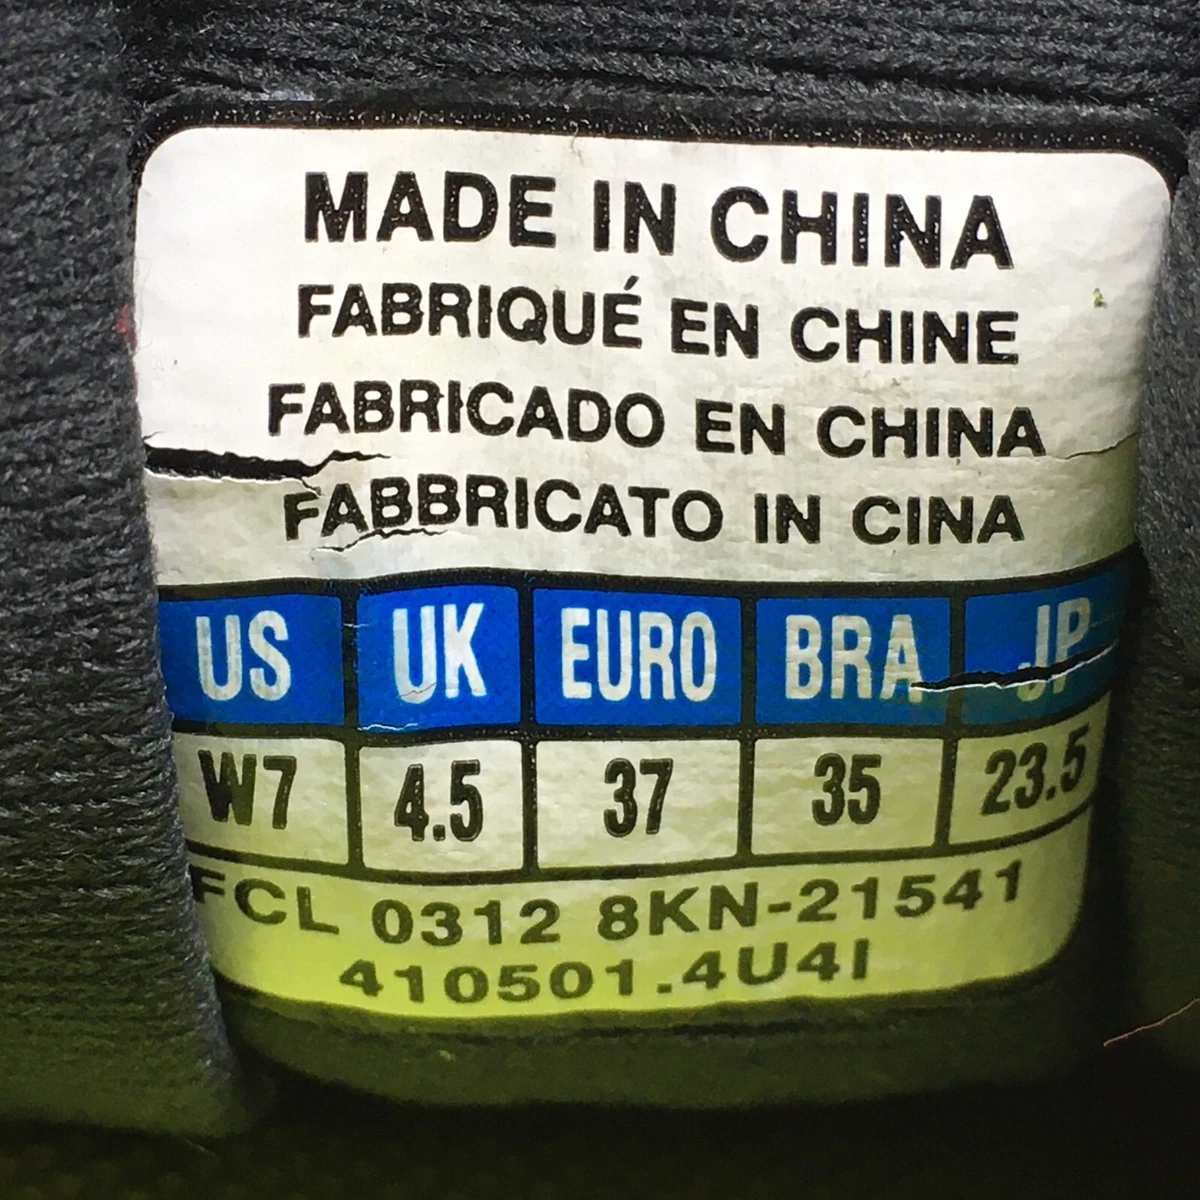 MADE IN CHINA
FABRIQUÉ EN CHINE
FABRICADO EN CHINA
FABBRICATO IN CINA
US UK EURO BRA JP
W7 4.5 37 35 23.5
FCL 0312 8KN-21541
410501.4U4I